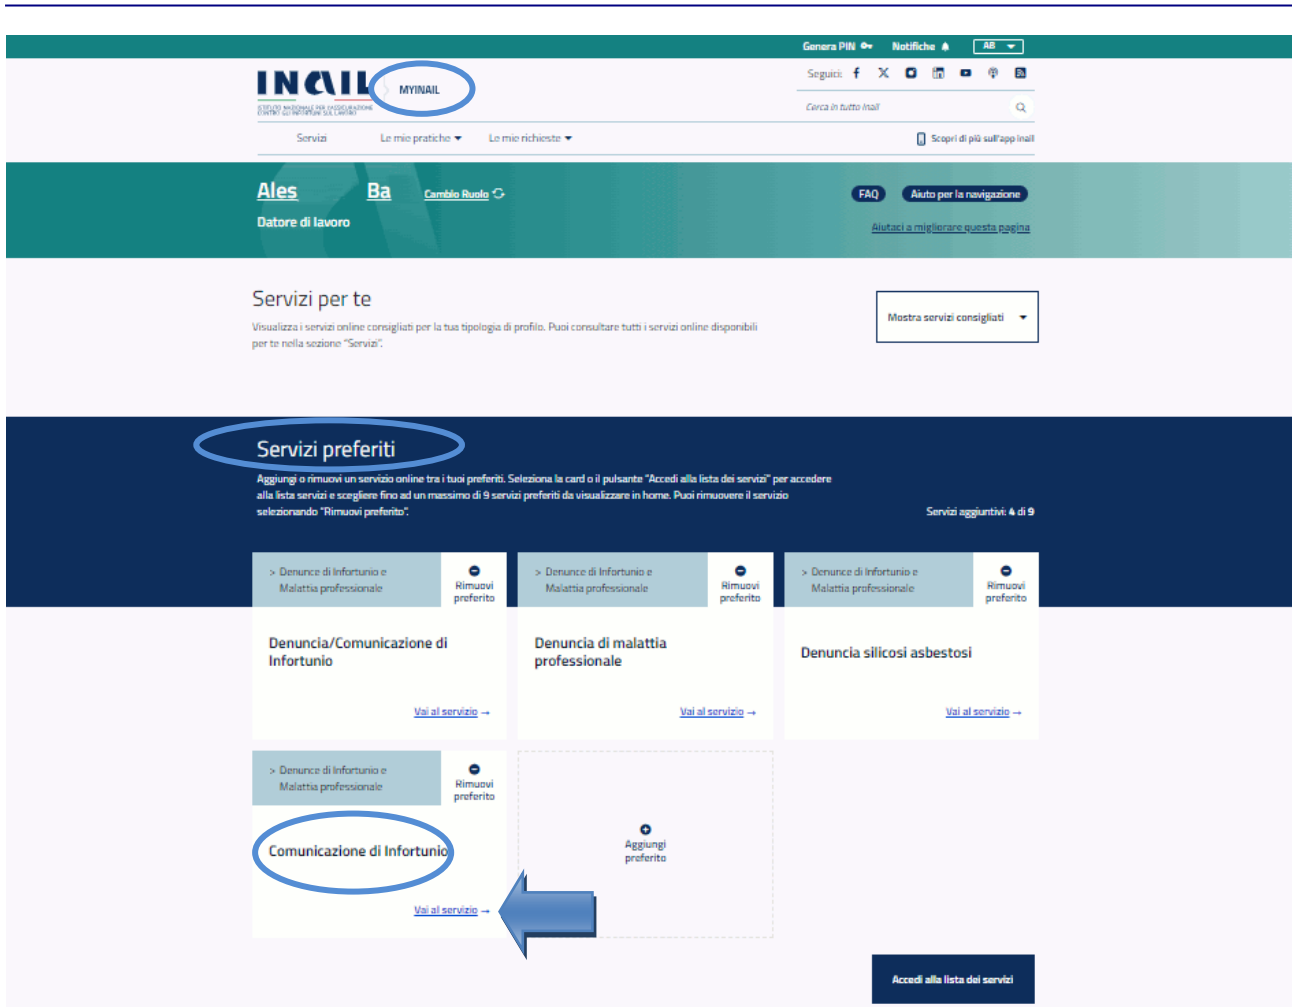 Genera PIN Notifiche AB
INAIL MYINAIL
Seguici:
ISTITUTO NAZIONALE PER L'ASSICURAZIONE
CONTRO GLI INFORTUNI SUL LAVORO
Cerca in tutto Inail
Servizi Le mie pratiche Le mie richieste Scopri di più sull'app Inail
Ales Ba Cambio Ruolo FAQ Aiuto per la navigazione
Datore di lavoro
Aiutaci a migliorare questa pagina
Servizi per te
Mostra servizi consigliati
Visualizza i servizi online consigliati per la tua tipologia di profilo. Puoi consultare tutti i servizi online disponibili
per te nella sezione "Servizi".
Servizi preferiti
Aggiungi o rimuovi un servizio online tra i tuoi preferiti. Seleziona la card o il pulsante "Accedi alla lista dei servizi" per accedere
alla lista servizi e scegliere fino ad un massimo di 9 servizi preferiti da visualizzare in home. Puoi rimuovere il servizio
selezionando "Rimuovi preferito".
Servizi aggiuntivi: 4 di 9
> Denunce di Infortunio e
Malattia professionale
Rimuovi
preferito
Denuncia/Comunicazione di
Infortunio
Vai al servizio →
> Denunce di Infortunio e
Malattia professionale
Rimuovi
preferito
Denuncia di malattia
professionale
Vai al servizio →
> Denunce di Infortunio e
Malattia professionale
Rimuovi
preferito
Denuncia silicosi asbestosi
Vai al servizio →
> Denunce di Infortunio e
Malattia professionale
Rimuovi
preferito
Comunicazione di Infortunio
Vai al servizio →
Aggiungi
preferito
Accedi alla lista dei servizi